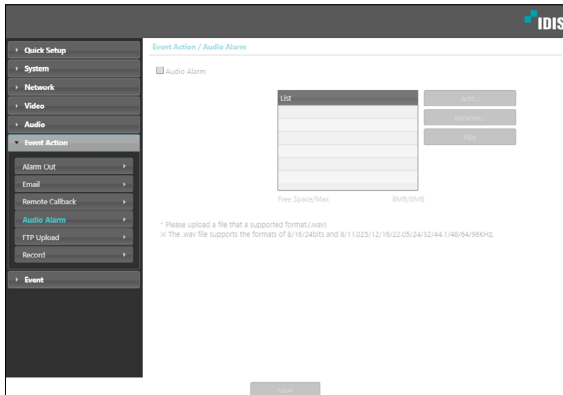 IDIS
Quick Setup
System
Network
Video
Audio
Event Action
Alarm Out
Email
Remote Callback
Audio Alarm
FTP Upload
Record
Event
Event Action / Audio Alarm
Audio Alarm
List
Add...
Remove...
Play
Free Space/Max 8MB/8MB
* Please upload a file that a supported format.(.wav)
※ The .wav file supports the formats of 8/16/24bits and 8/11.025/12/16/22.05/24/32/44.1/48/64/96KHz.
Save